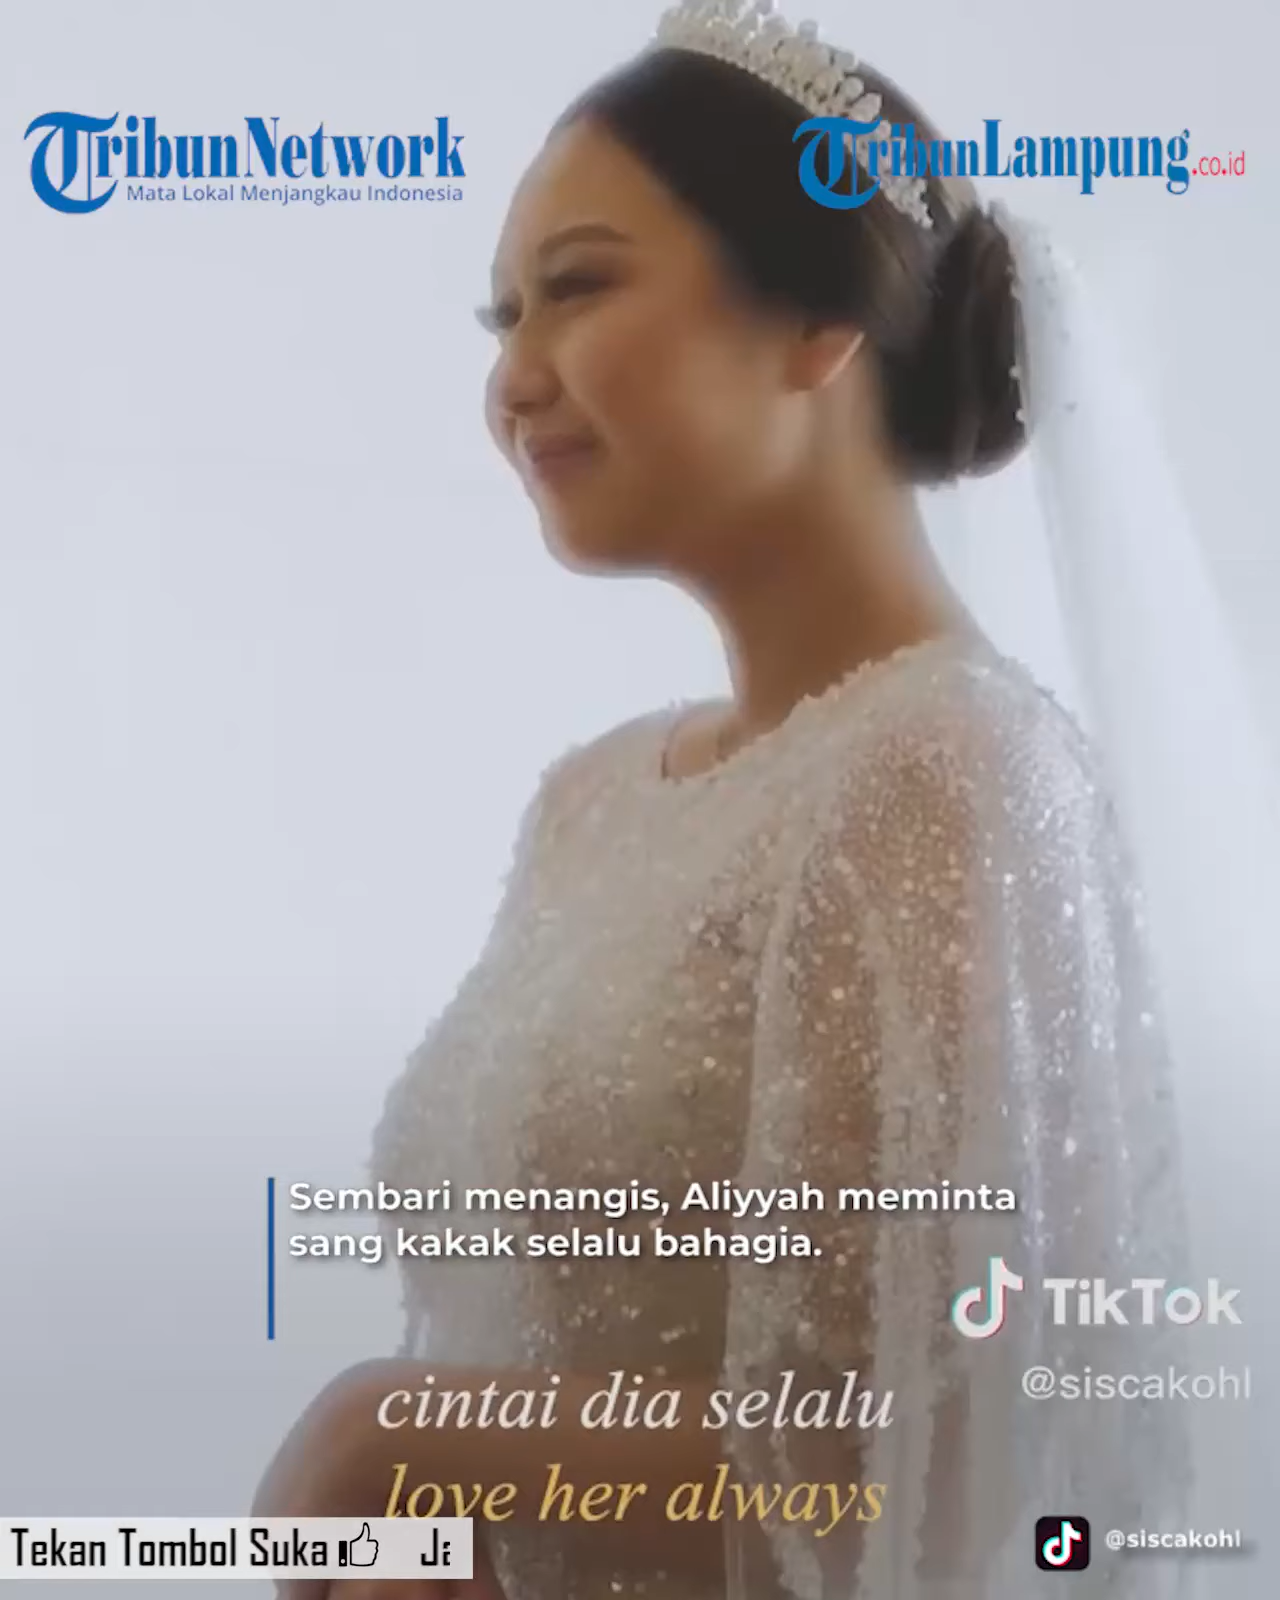 TribunNetwork
Mata Lokal Menjangkau Indonesia
TribunLampung.co.id
Sembari menangis, Aliyyah meminta
sang kakak selalu bahagia.
TikTok
@siscakohl
cintai dia selalu
love her always
Tekan Tombol Suka
@siscakohl